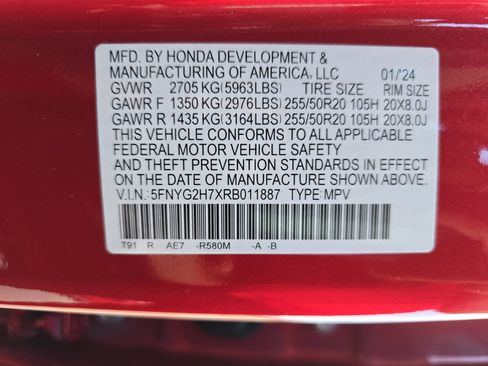 MFD. BY HONDA DEVELOPMENT &
MANUFACTURING OF AMERICA, LLC 01/24
GVWR 2705 KG(5963LBS) TIRE SIZE RIM SIZE
GAWR F 1350 KG(2976LBS) 255/50R20 105H 20X8.0J
GAWR R 1435 KG(3164LBS) 255/50R20 105H 20X8.0J
THIS VEHICLE CONFORMS TO ALL APPLICABLE
FEDERAL MOTOR VEHICLE SAFETY
AND THEFT PREVENTION STANDARDS IN EFFECT
ON THE DATE OF MANUFACTURE SHOWN ABOVE.
V.I.N.: 5FNYG2H7XRB011887 TYPE: MPV
T91 R AE7 -R580M -A -B